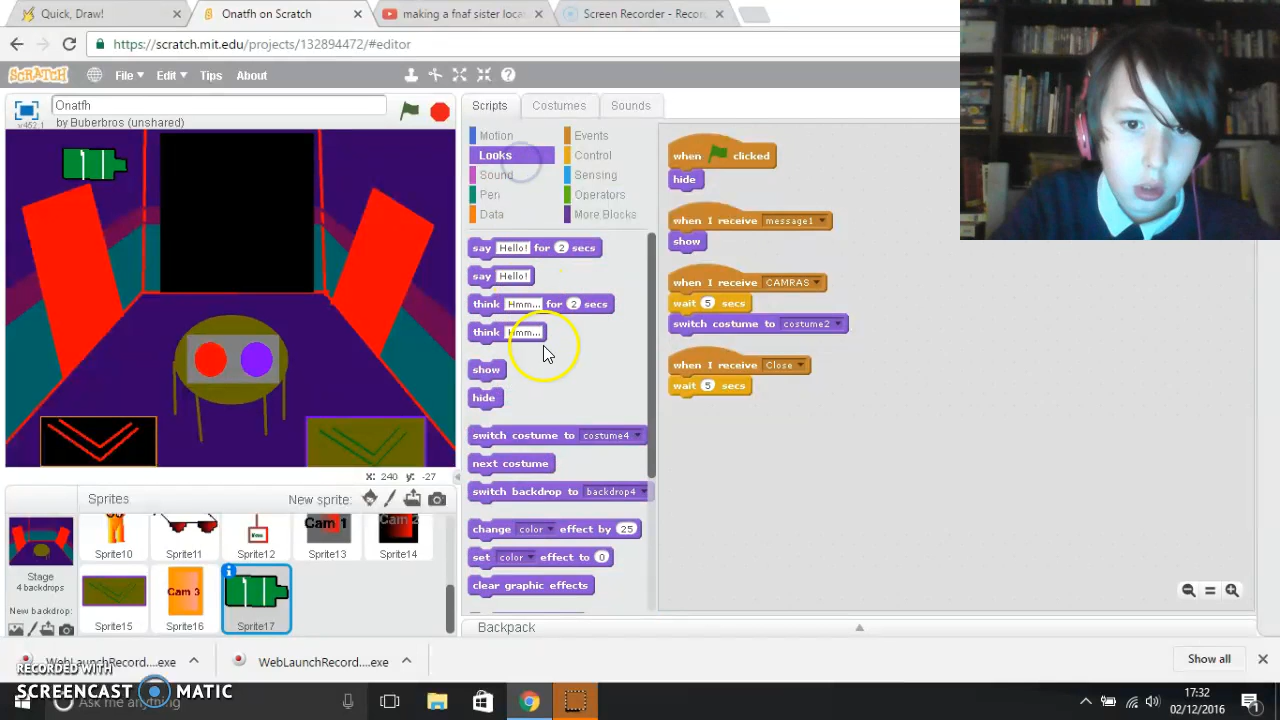 Quick, Draw!
Onatfh on Scratch
making a fnaf sister loca
Screen Recorder - Recor
https://scratch.mit.edu/projects/132894472/#editor
SCRATCH
File
Edit
Tips
About
Onatfh
by Buberbros (unshared)
v452.1
Scripts
Costumes
Sounds
Motion
Events
Looks
Control
Sound
Sensing
Pen
Operators
Data
More Blocks
say Hello! for 2 secs
say Hello!
think Hmm... for 2 secs
think Hmm...
show
hide
switch costume to costume4
next costume
switch backdrop to backdrop4
change color effect by 25
set color effect to 0
clear graphic effects
when clicked
hide
when I receive message1
show
when I receive CAMRAS
wait 5 secs
switch costume to costume2
when I receive Close
wait 5 secs
x: 240 y: -27
Sprites
New sprite:
Stage
4 backdrops
New backdrop:
Sprite10
Sprite11
Sprite12
Cam 1
Sprite13
Cam 2
Sprite14
Sprite15
Cam 3
Sprite16
Sprite17
Backpack
WebLaunchRecord....exe
WebLaunchRecord....exe
Show all
RECORDED WITH
SCREENCAST MATIC
Ask me anything
17:32
02/12/2016